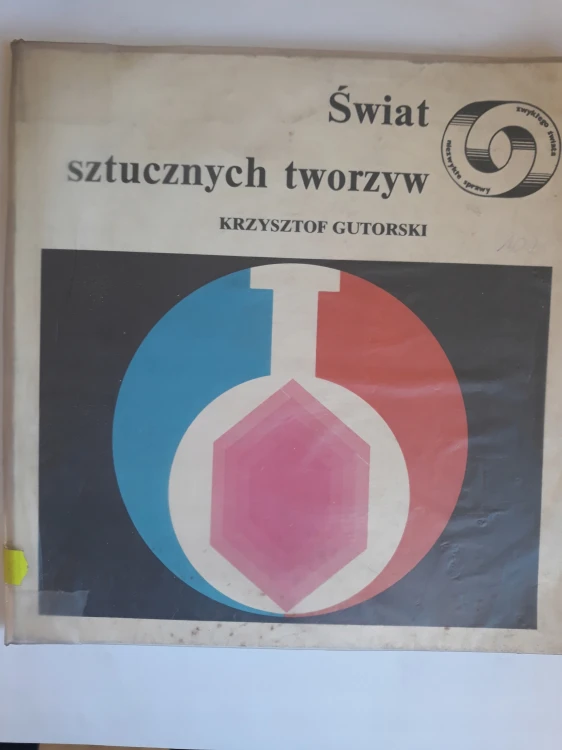 Świat
sztucznych tworzyw
KRZYSZTOF GUTORSKI
niezwykłe sprawy
zwykłego świata